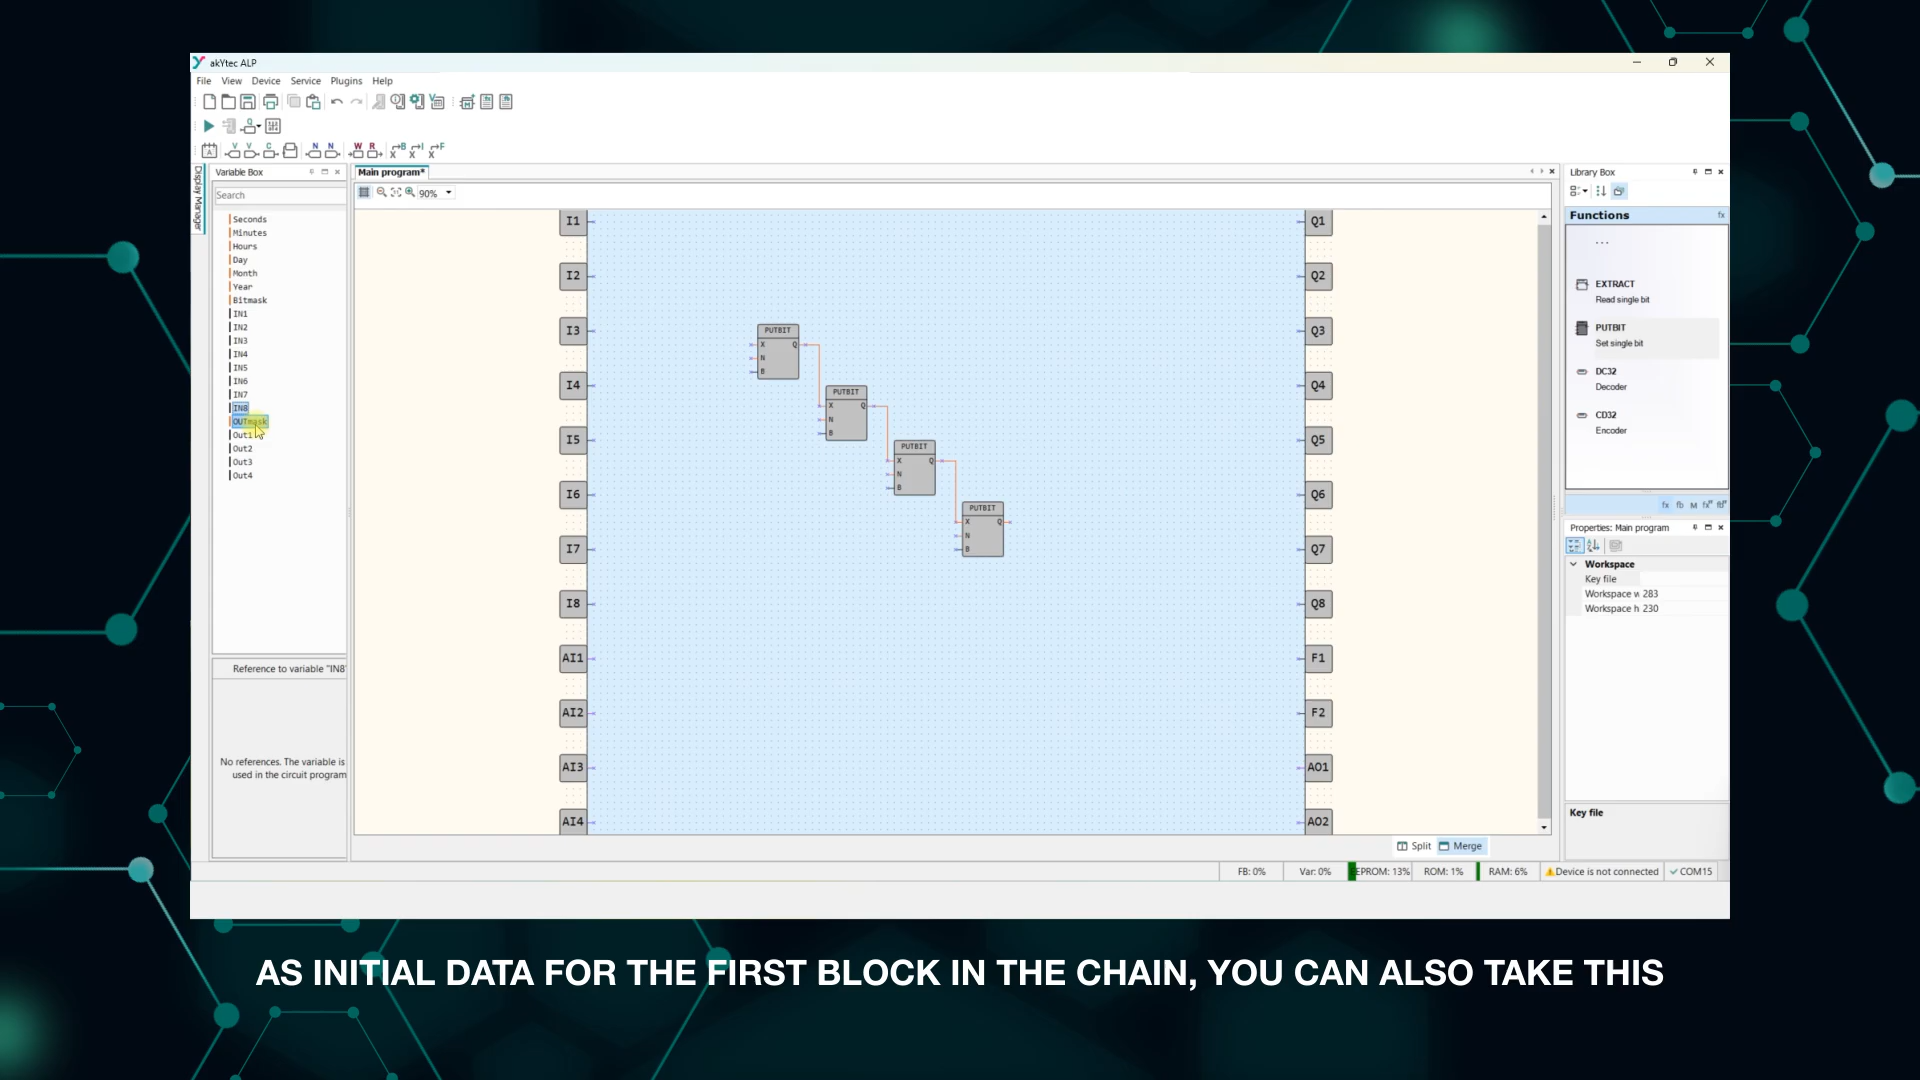 akYtec ALP
File View Device Service Plugins Help
V V C N N W R B I F
Display Manager
Variable Box
Search
Seconds
Minutes
Hours
Day
Month
Year
Bitmask
IN1
IN2
IN3
IN4
IN5
IN6
IN7
IN8
OUTmask
Out1
Out2
Out3
Out4
Reference to variable "IN8"
No references. The variable is
used in the circuit program
Main program*
90%
I1
I2
I3
I4
I5
I6
I7
I8
AI1
AI2
AI3
AI4
PUTBIT
X Q
N
B
PUTBIT
X Q
N
B
PUTBIT
X Q
N
B
PUTBIT
X Q
N
B
Q1
Q2
Q3
Q4
Q5
Q6
Q7
Q8
F1
F2
AO1
AO2
Split Merge
Library Box
Functions fx
...
EXTRACT
Read single bit
PUTBIT
Set single bit
DC32
Decoder
CD32
Encoder
fx fb M
Properties: Main program
Workspace
Key file
Workspace w 283
Workspace h 230
Key file
FB: 0% Var: 0% EPROM: 13% ROM: 1% RAM: 6% Device is not connected COM15
AS INITIAL DATA FOR THE FIRST BLOCK IN THE CHAIN, YOU CAN ALSO TAKE THIS